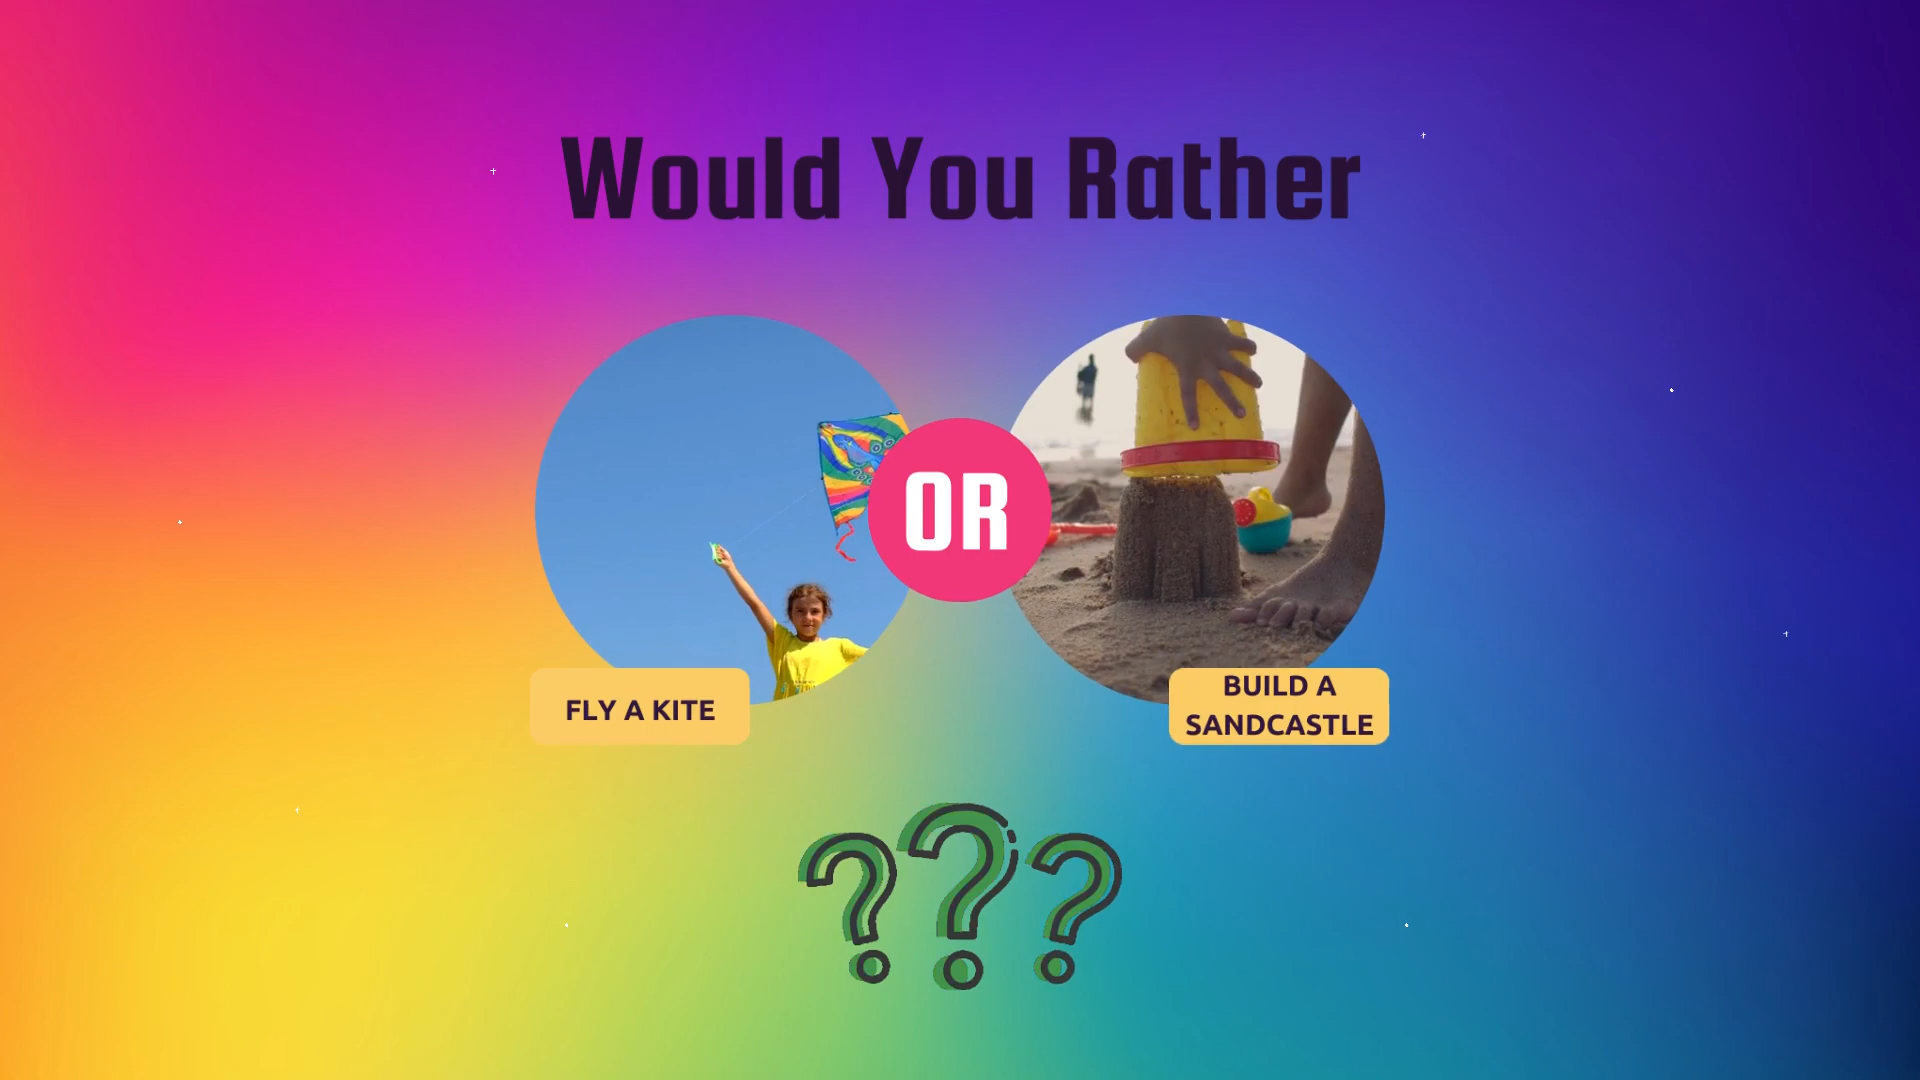 Would You Rather
OR
FLY A KITE
BUILD A
SANDCASTLE
???